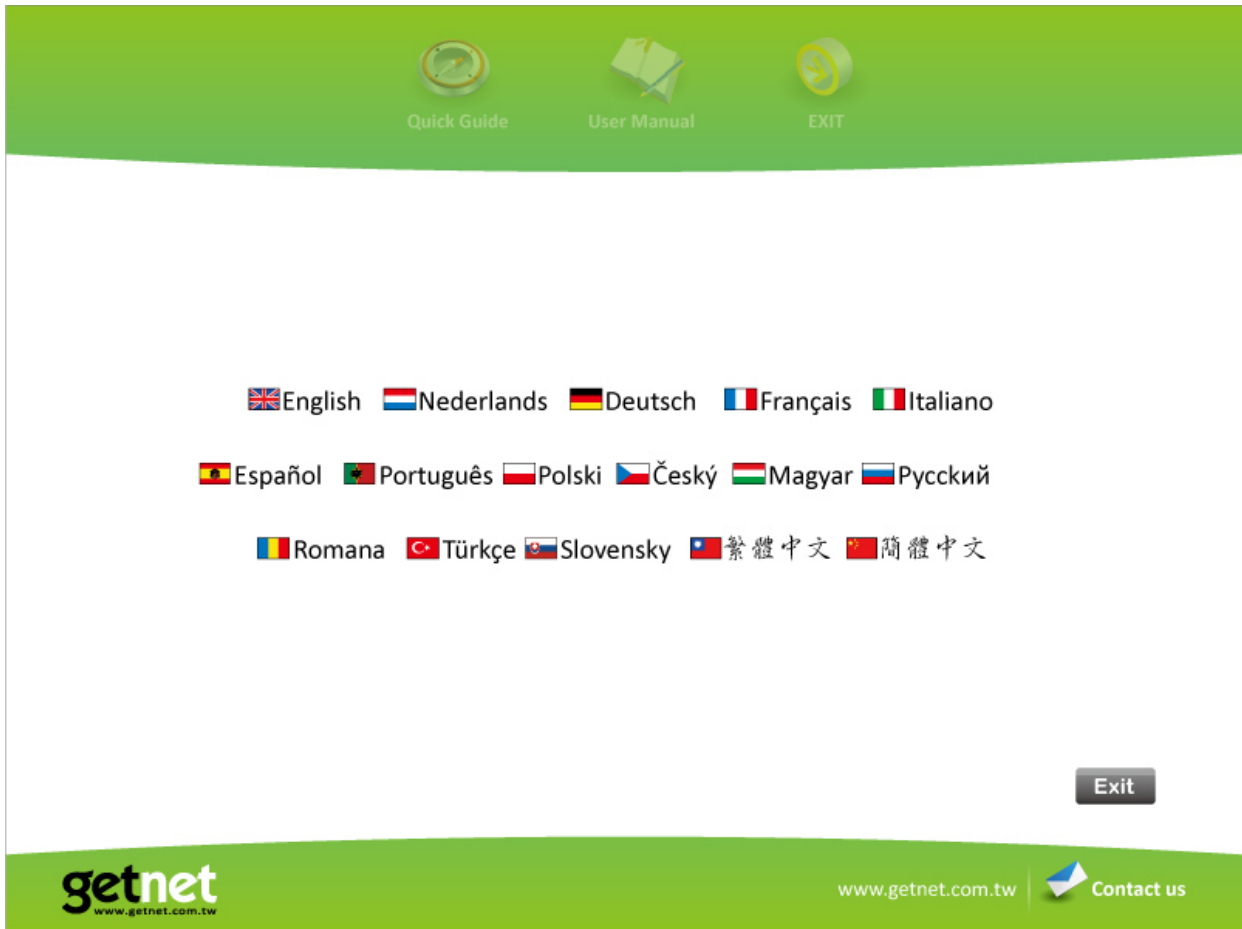 Quick Guide User Manual EXIT
English Nederlands Deutsch Français Italiano
Español Português Polski Český Magyar Русский
Romana Türkçe Slovensky 繁體中文 簡體中文
Exit
getnet www.getnet.com.tw Contact us
www.getnet.com.tw